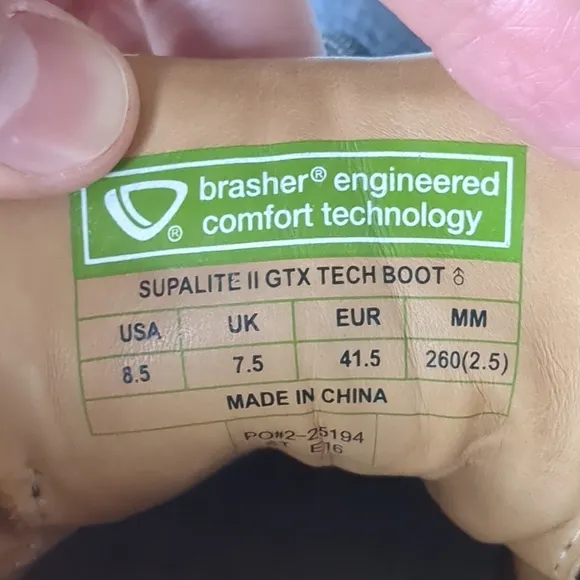 brasher® engineered
comfort technology
®
SUPALITE II GTX TECH BOOT ♂
USA UK EUR MM
8.5 7.5 41.5 260(2.5)
MADE IN CHINA
PO#2-25194
E16